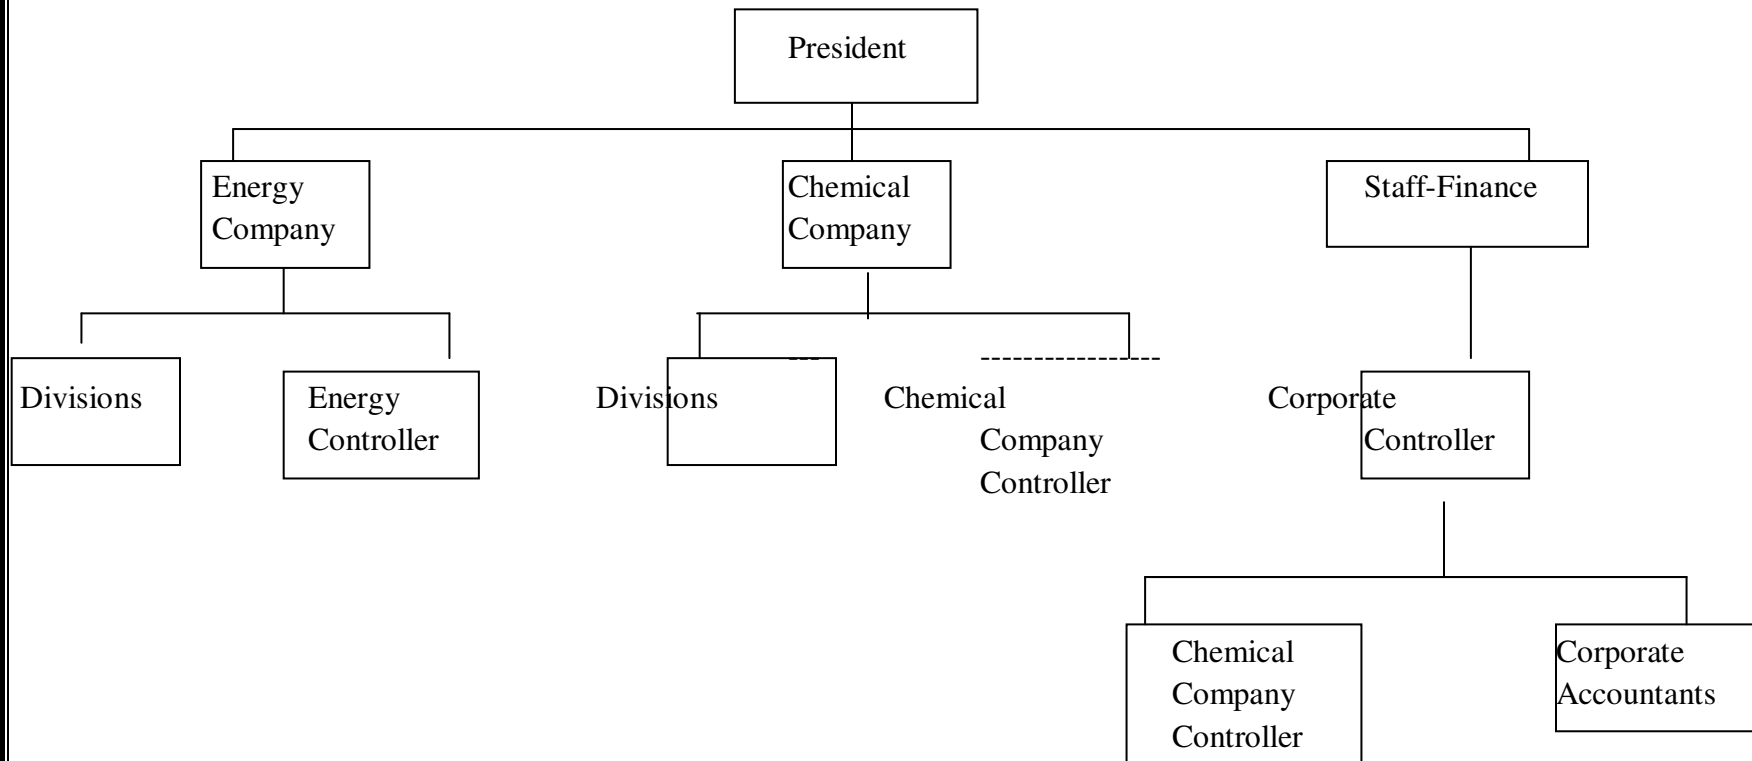 President
Energy
Company
Chemical
Company
Staff-Finance
Divisions
Energy
Controller
Divisions
Chemical
Company
Controller
Corporate
Controller
Chemical
Company
Controller
Corporate
Accountants